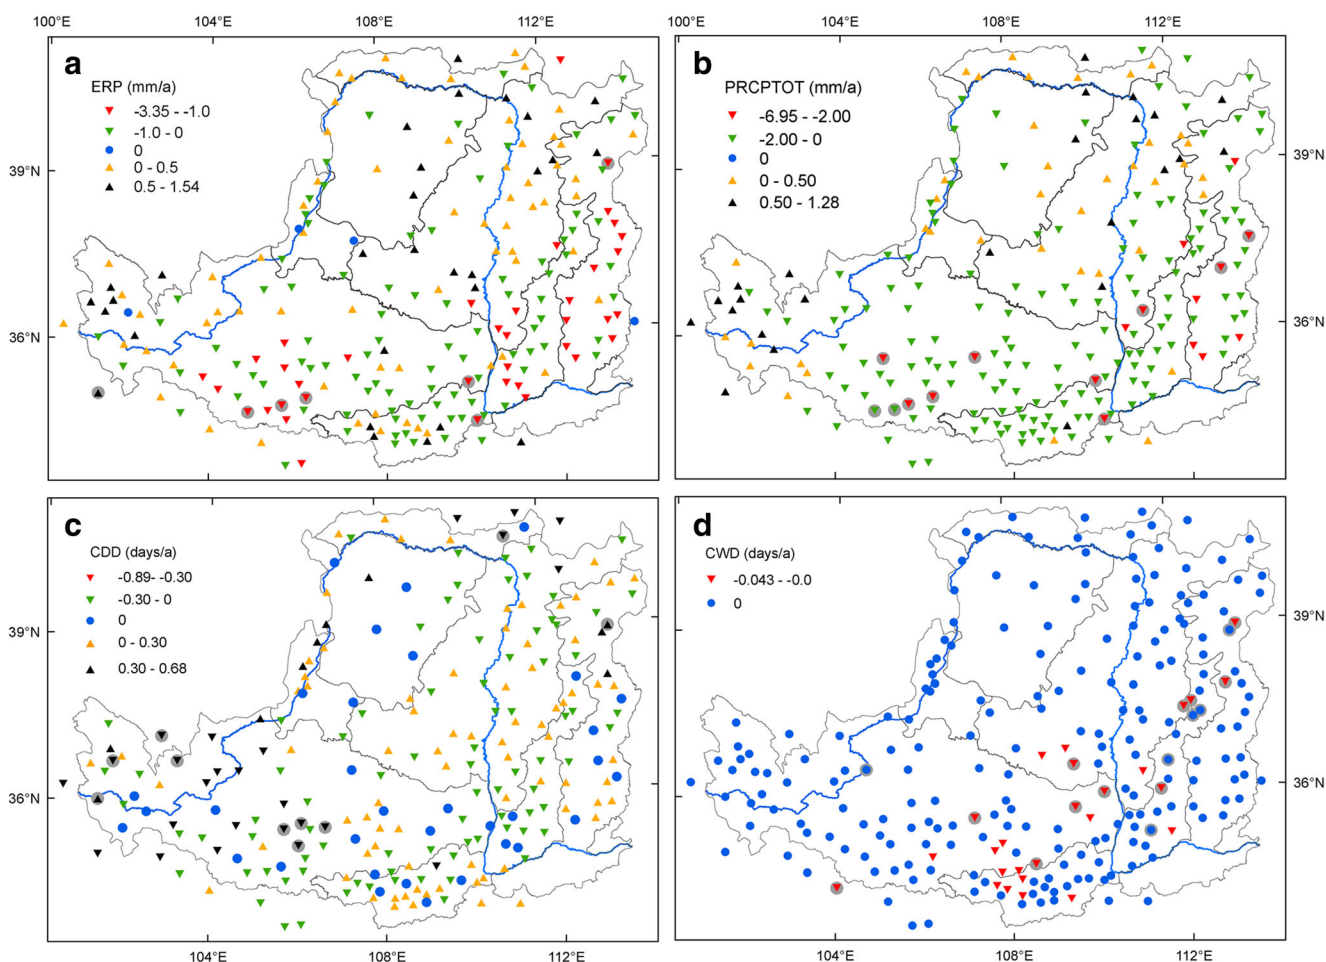 100°E 104°E 108°E 112°E 100°E 104°E 108°E 112°E
a
ERP (mm/a)
-3.35 - -1.0
-1.0 - 0
0
0 - 0.5
0.5 - 1.54
39°N
36°N
b
PRCPTOT (mm/a)
-6.95 - -2.00
-2.00 - 0
0
0 - 0.50
0.50 - 1.28
39°N
36°N
c
CDD (days/a)
-0.89- -0.30
-0.30 - 0
0
0 - 0.30
0.30 - 0.68
39°N
36°N
d
CWD (days/a)
-0.043 - -0.0
0
39°N
36°N
104°E 108°E 112°E 104°E 108°E 112°E